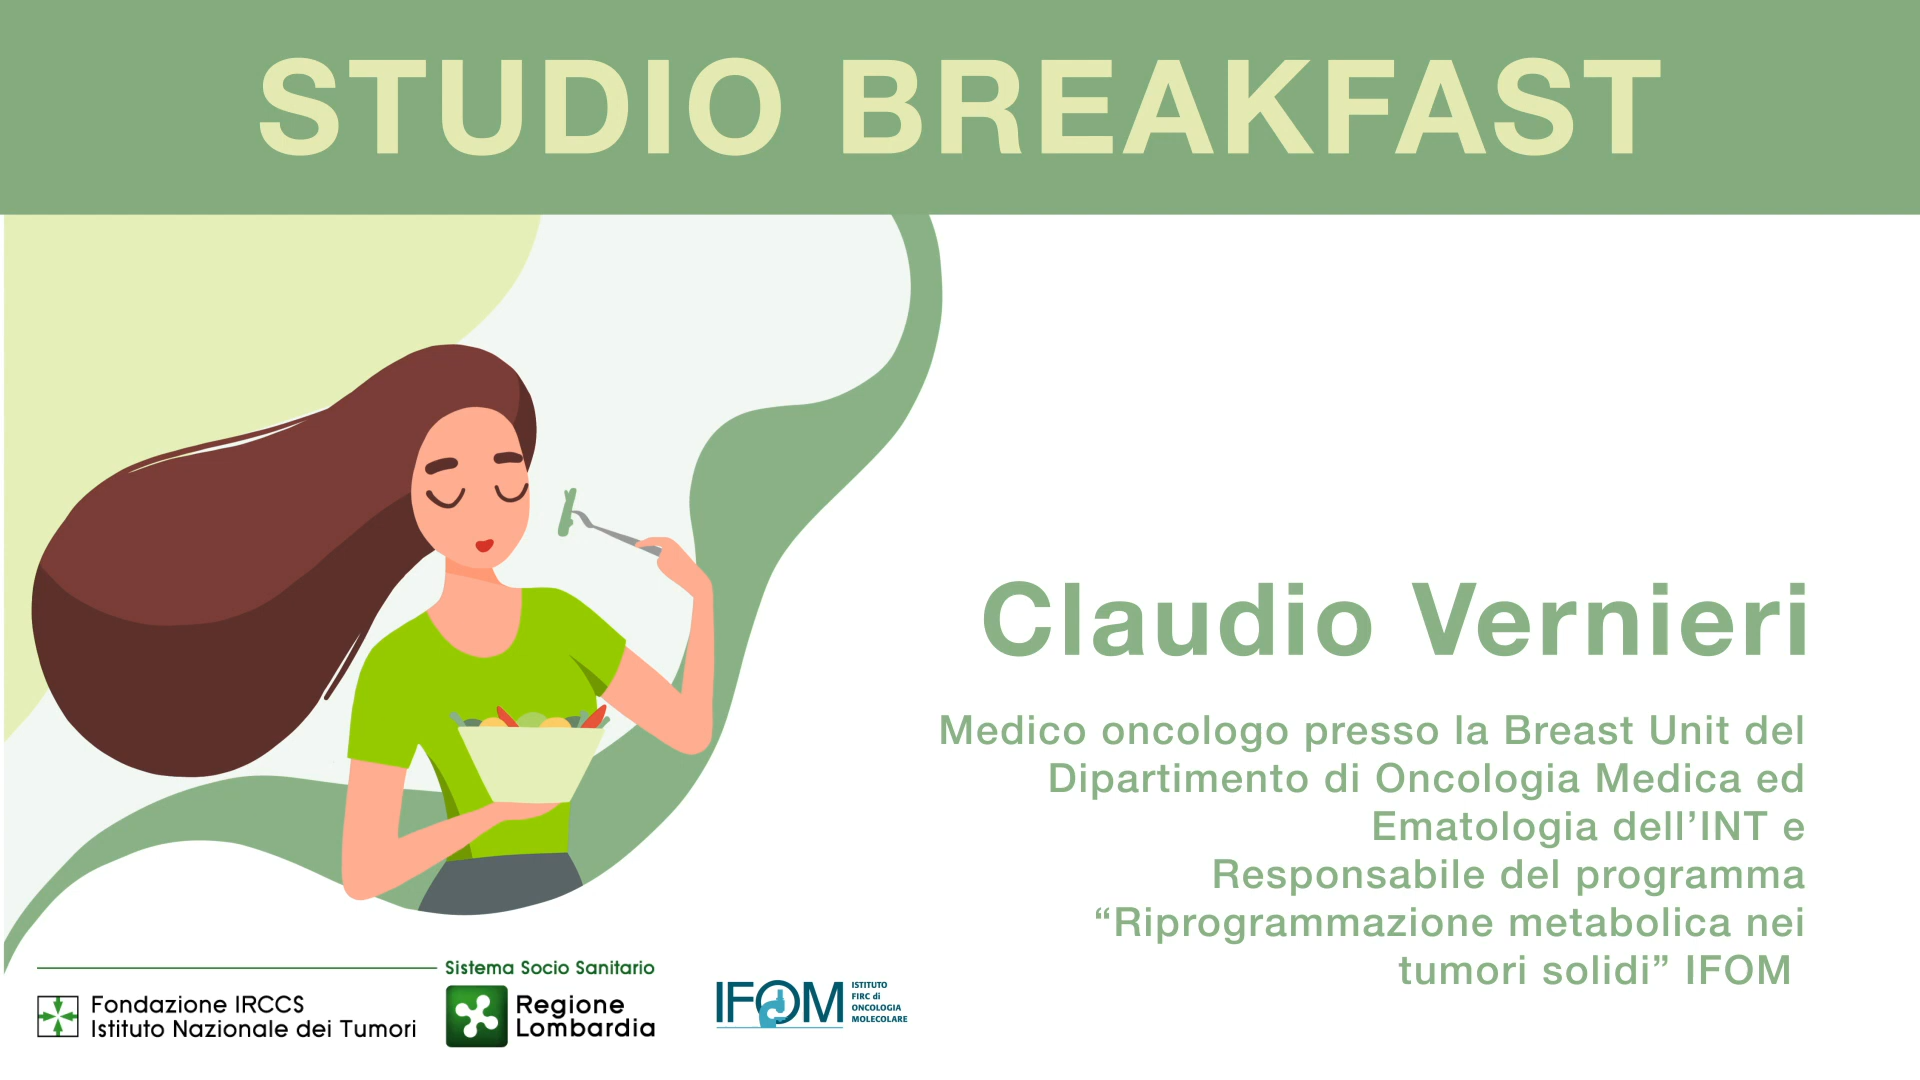 STUDIO BREAKFAST
Claudio Vernieri
Medico oncologo presso la Breast Unit del
Dipartimento di Oncologia Medica ed
Ematologia dell’INT e
Responsabile del programma
“Riprogrammazione metabolica nei
tumori solidi” IFOM
Sistema Socio Sanitario
Fondazione IRCCS
Istituto Nazionale dei Tumori
Regione
Lombardia
IFOM
ISTITUTO
FIRC di
ONCOLOGIA
MOLECOLARE